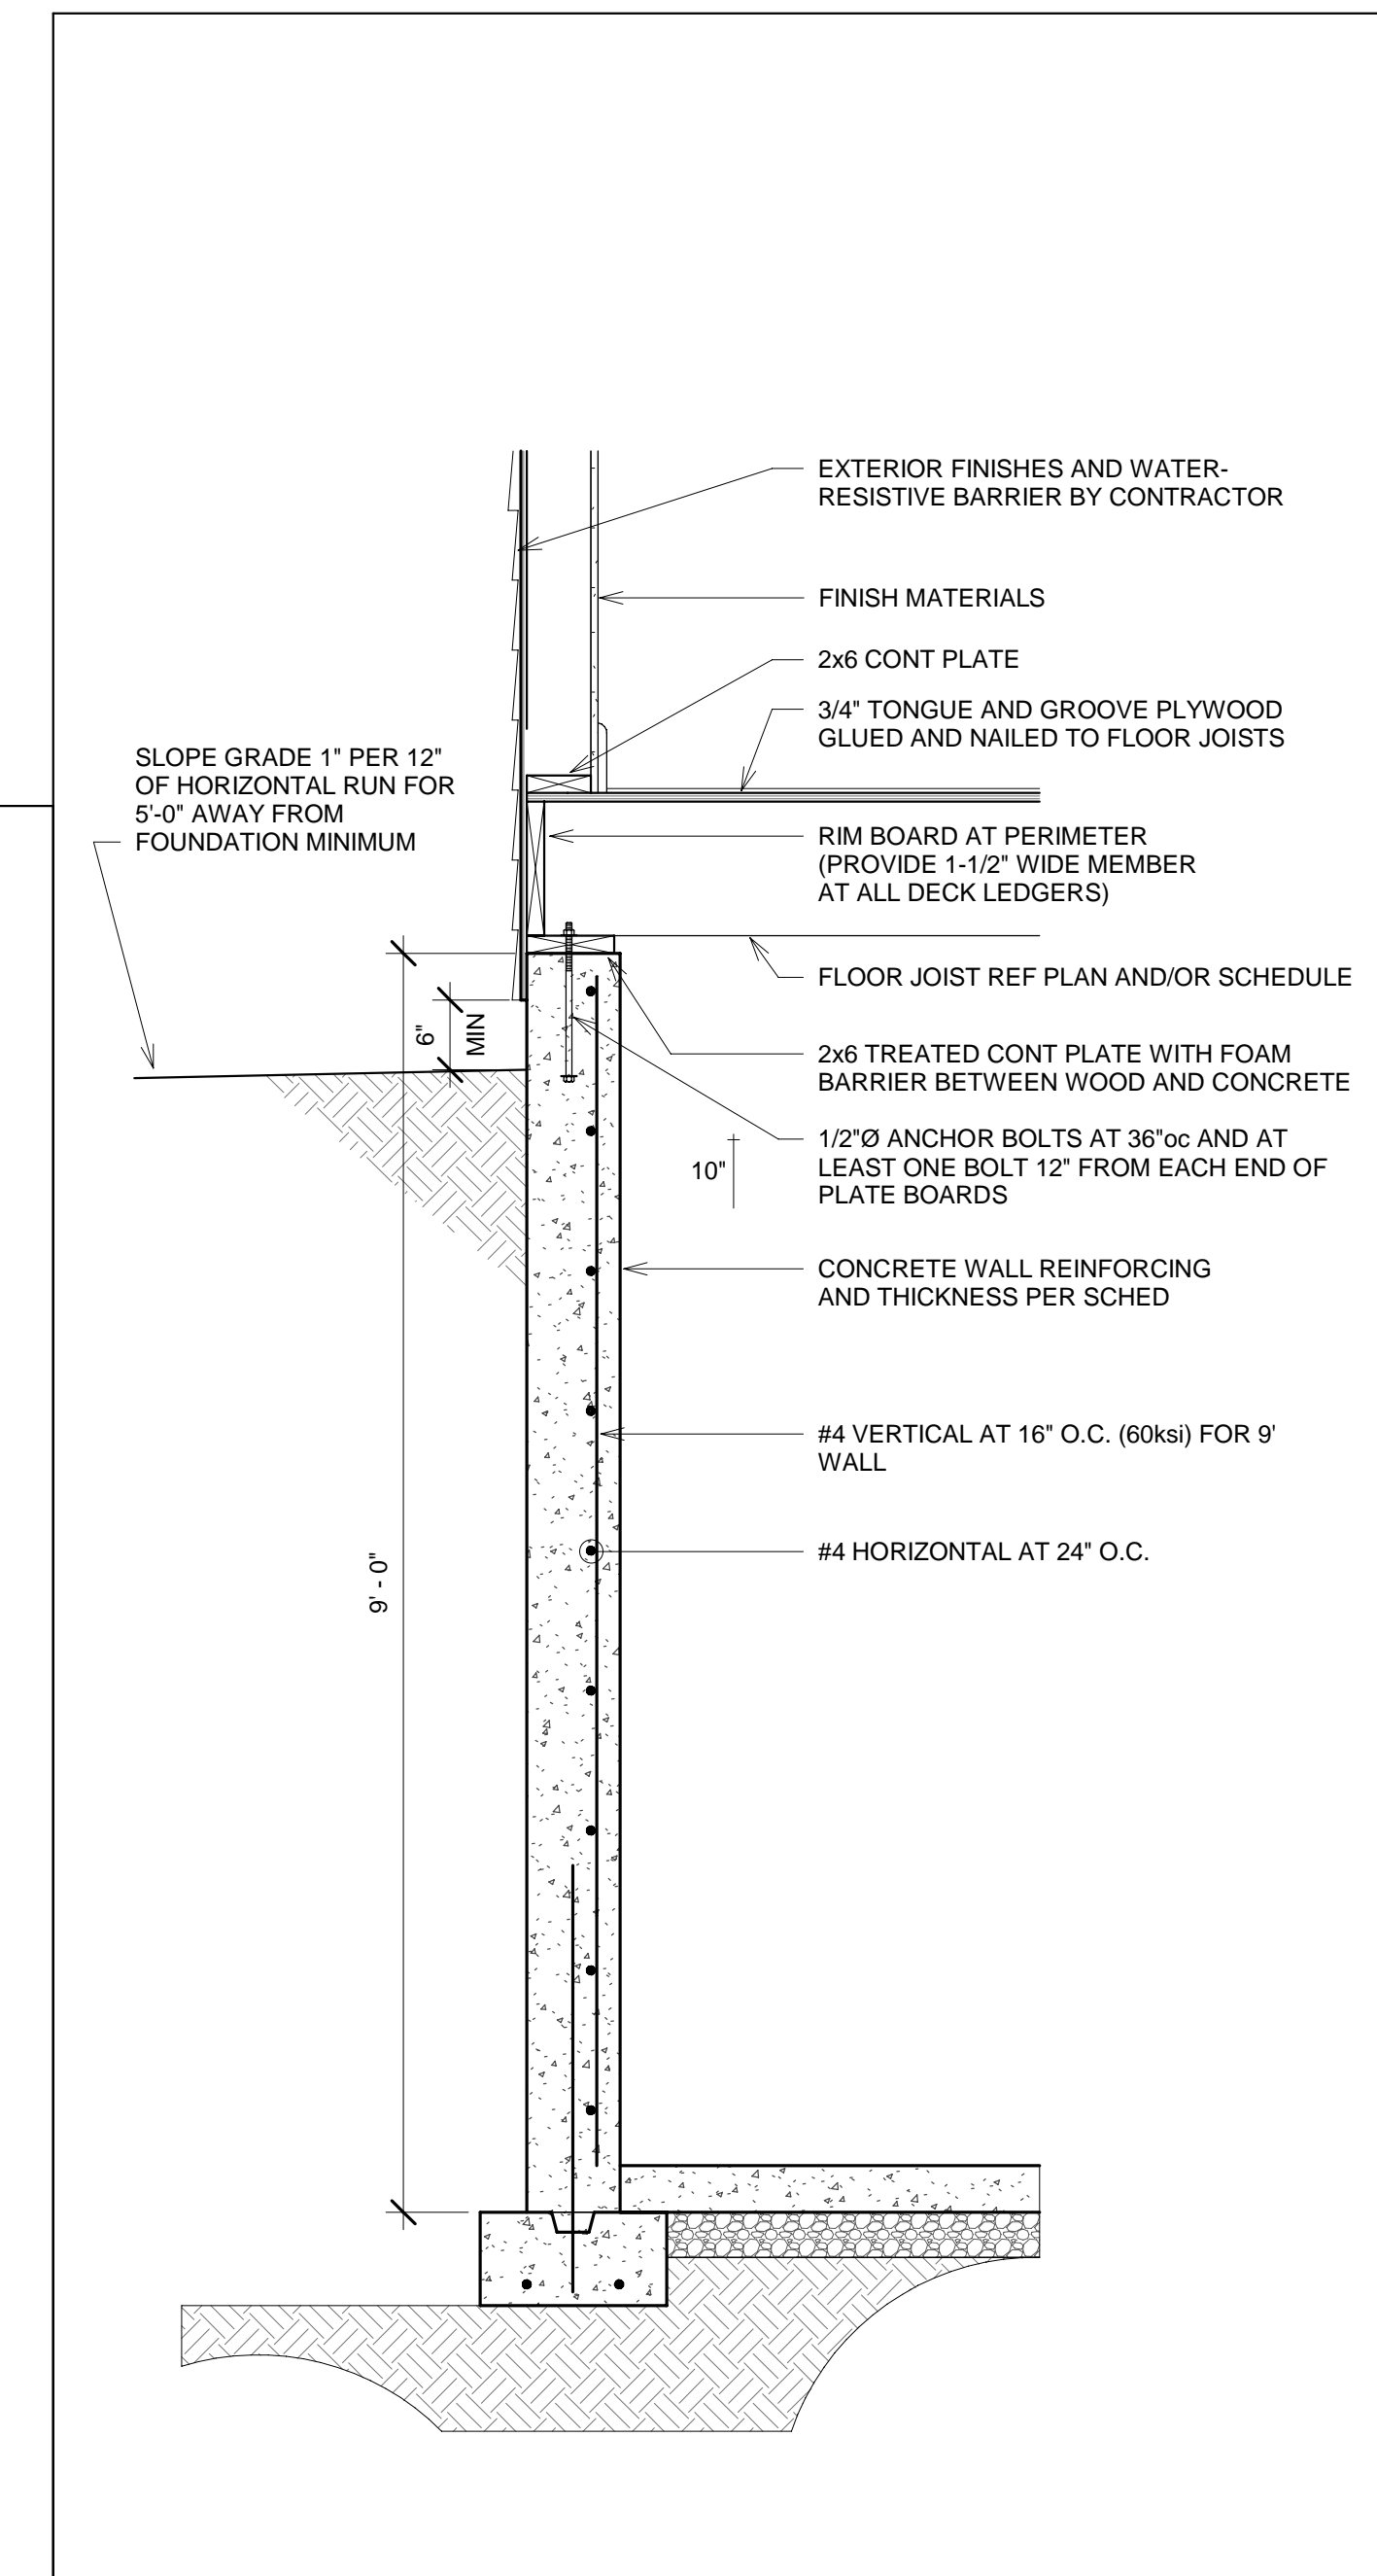 EXTERIOR FINISHES AND WATER-
RESISTIVE BARRIER BY CONTRACTOR
FINISH MATERIALS
2x6 CONT PLATE
3/4" TONGUE AND GROOVE PLYWOOD
GLUED AND NAILED TO FLOOR JOISTS
SLOPE GRADE 1" PER 12"
OF HORIZONTAL RUN FOR
5'-0" AWAY FROM
FOUNDATION MINIMUM
RIM BOARD AT PERIMETER
(PROVIDE 1-1/2" WIDE MEMBER
AT ALL DECK LEDGERS)
FLOOR JOIST REF PLAN AND/OR SCHEDULE
6"
MIN
2x6 TREATED CONT PLATE WITH FOAM
BARRIER BETWEEN WOOD AND CONCRETE
1/2"Ø ANCHOR BOLTS AT 36"oc AND AT
LEAST ONE BOLT 12" FROM EACH END OF
PLATE BOARDS
10"
CONCRETE WALL REINFORCING
AND THICKNESS PER SCHED
#4 VERTICAL AT 16" O.C. (60ksi) FOR 9'
WALL
#4 HORIZONTAL AT 24" O.C.
9' - 0"